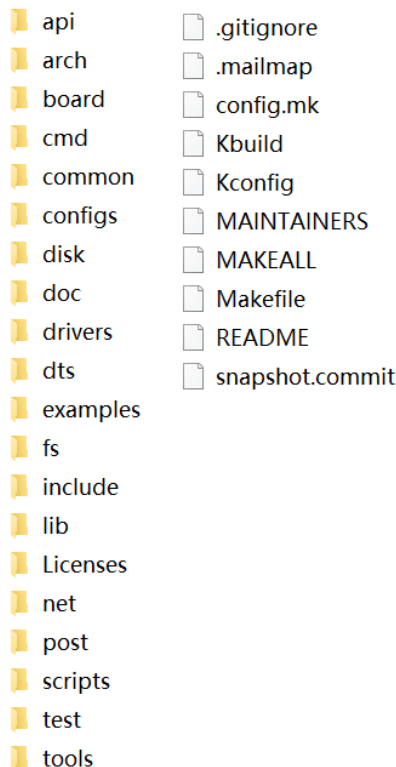 api
arch
board
cmd
common
configs
disk
doc
drivers
dts
examples
fs
include
lib
Licenses
net
post
scripts
test
tools
.gitignore
.mailmap
config.mk
Kbuild
Kconfig
MAINTAINERS
MAKEALL
Makefile
README
snapshot.commit